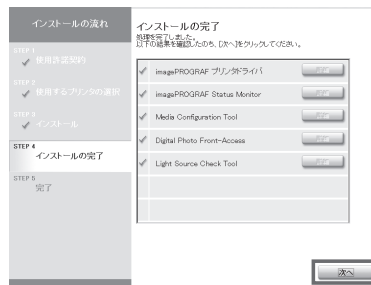 インストールの流れ
STEP 1
使用許諾契約
STEP 2
使用するプリンタの選択
STEP 3
インストール
STEP 4
インストールの完了
STEP 5
完了
インストールの完了
処理を完了しました。
以下の結果を確認したのち、[次へ]をクリックしてください。
imagePROGRAF プリンタドライバ
imagePROGRAF Status Monitor
Media Configuration Tool
Digital Photo Front-Access
Light Source Check Tool
次へ